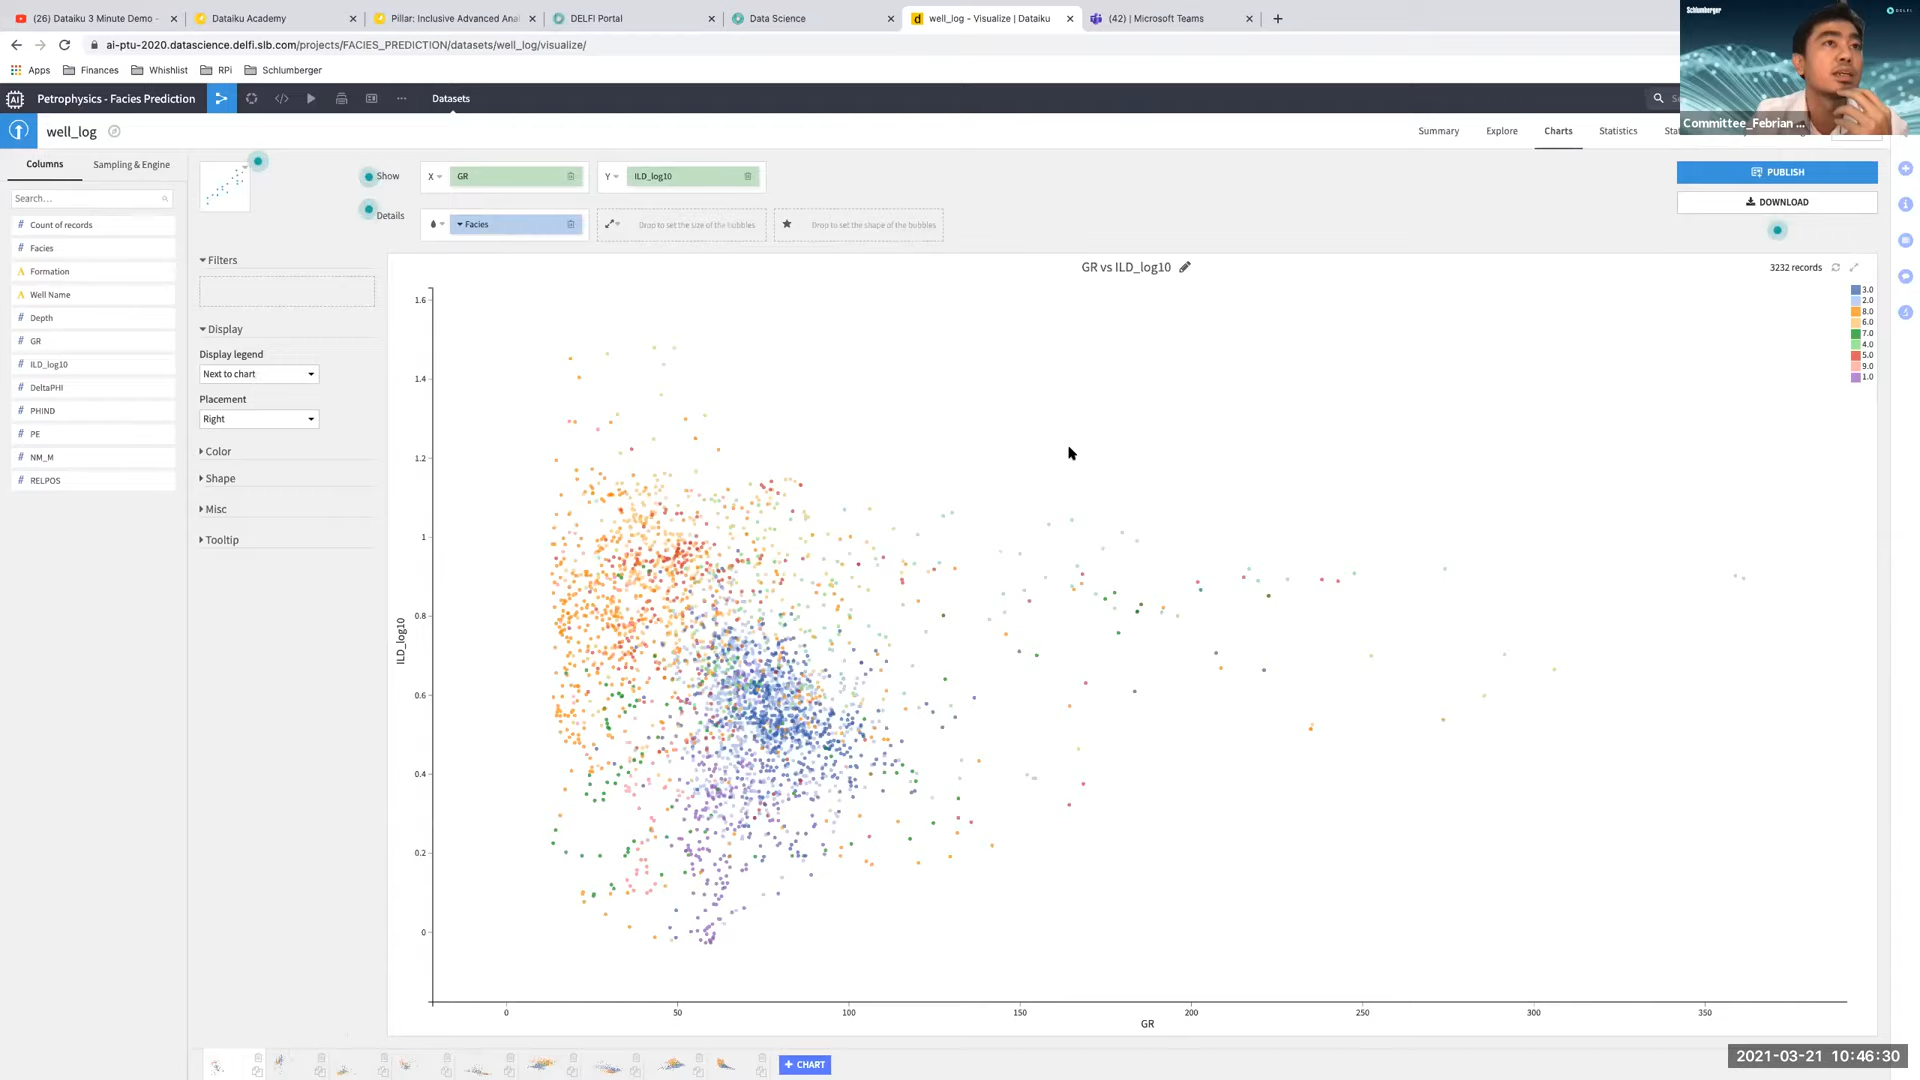 (26) Dataiku 3 Minute Demo -
Dataiku Academy
Pillar: Inclusive Advanced Anal
DELFI Portal
Data Science
well_log - Visualize | Dataiku
(42) | Microsoft Teams
ai-ptu-2020.datascience.delfi.slb.com/projects/FACIES_PREDICTION/datasets/well_log/visualize/
Apps
Finances
Whishlist
RPi
Schlumberger
Schlumberger
DELFI
Committee_Febrian ...
Petrophysics - Facies Prediction
Datasets
well_log
Summary
Explore
Charts
Statistics
Columns
Sampling & Engine
Search...
# Count of records
# Facies
A Formation
A Well Name
# Depth
# GR
# ILD_log10
# DeltaPHI
# PHIND
# PE
# NM_M
# RELPOS
Show
X
GR
Y
ILD_log10
Details
Facies
Drop to set the size of the bubbles
Drop to set the shape of the bubbles
PUBLISH
DOWNLOAD
Filters
Display
Display legend
Next to chart
Placement
Right
Color
Shape
Misc
Tooltip
GR vs ILD_log10
3232 records
3.0
2.0
8.0
6.0
7.0
4.0
5.0
9.0
1.0
1.6
1.4
1.2
1
0.8
0.6
0.4
0.2
0
ILD_log10
0
50
100
150
200
250
300
350
GR
+ CHART
2021-03-21 10:46:30